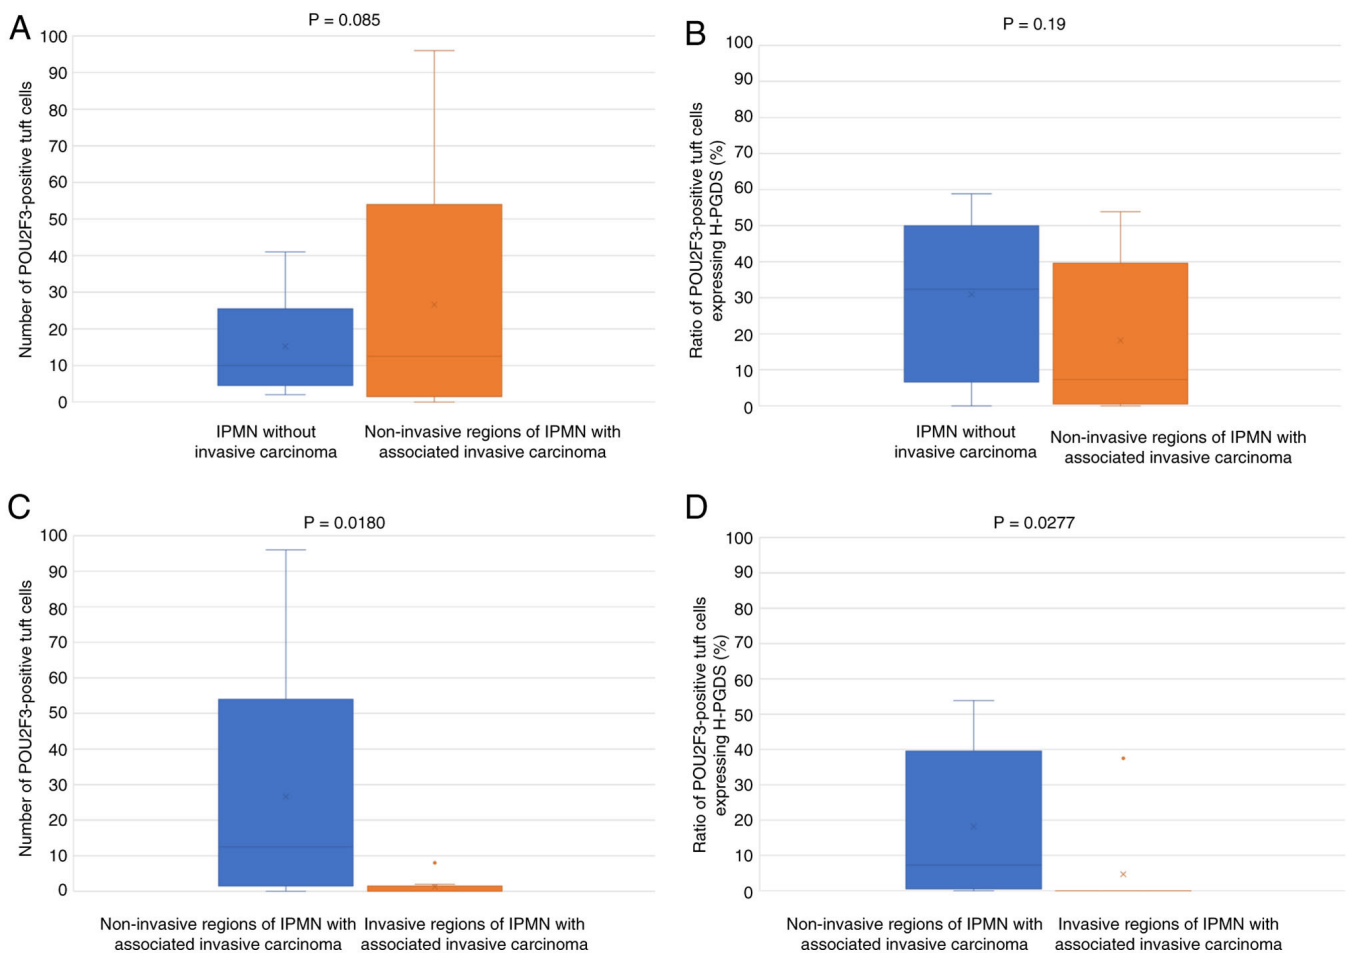 A
P = 0.085
Number of POU2F3-positive tuft cells
100
90
80
70
60
50
40
30
20
10
0
IPMN without
invasive carcinoma
Non-invasive regions of IPMN with
associated invasive carcinoma
B
P = 0.19
Ratio of POU2F3-positive tuft cells
expressing H-PGDS (%)
100
90
80
70
60
50
40
30
20
10
0
IPMN without
invasive carcinoma
Non-invasive regions of IPMN with
associated invasive carcinoma
C
P = 0.0180
Number of POU2F3-positive tuft cells
100
90
80
70
60
50
40
30
20
10
0
Non-invasive regions of IPMN with
associated invasive carcinoma
Invasive regions of IPMN with
associated invasive carcinoma
D
P = 0.0277
Ratio of POU2F3-positive tuft cells
expressing H-PGDS (%)
100
90
80
70
60
50
40
30
20
10
0
Non-invasive regions of IPMN with
associated invasive carcinoma
Invasive regions of IPMN with
associated invasive carcinoma